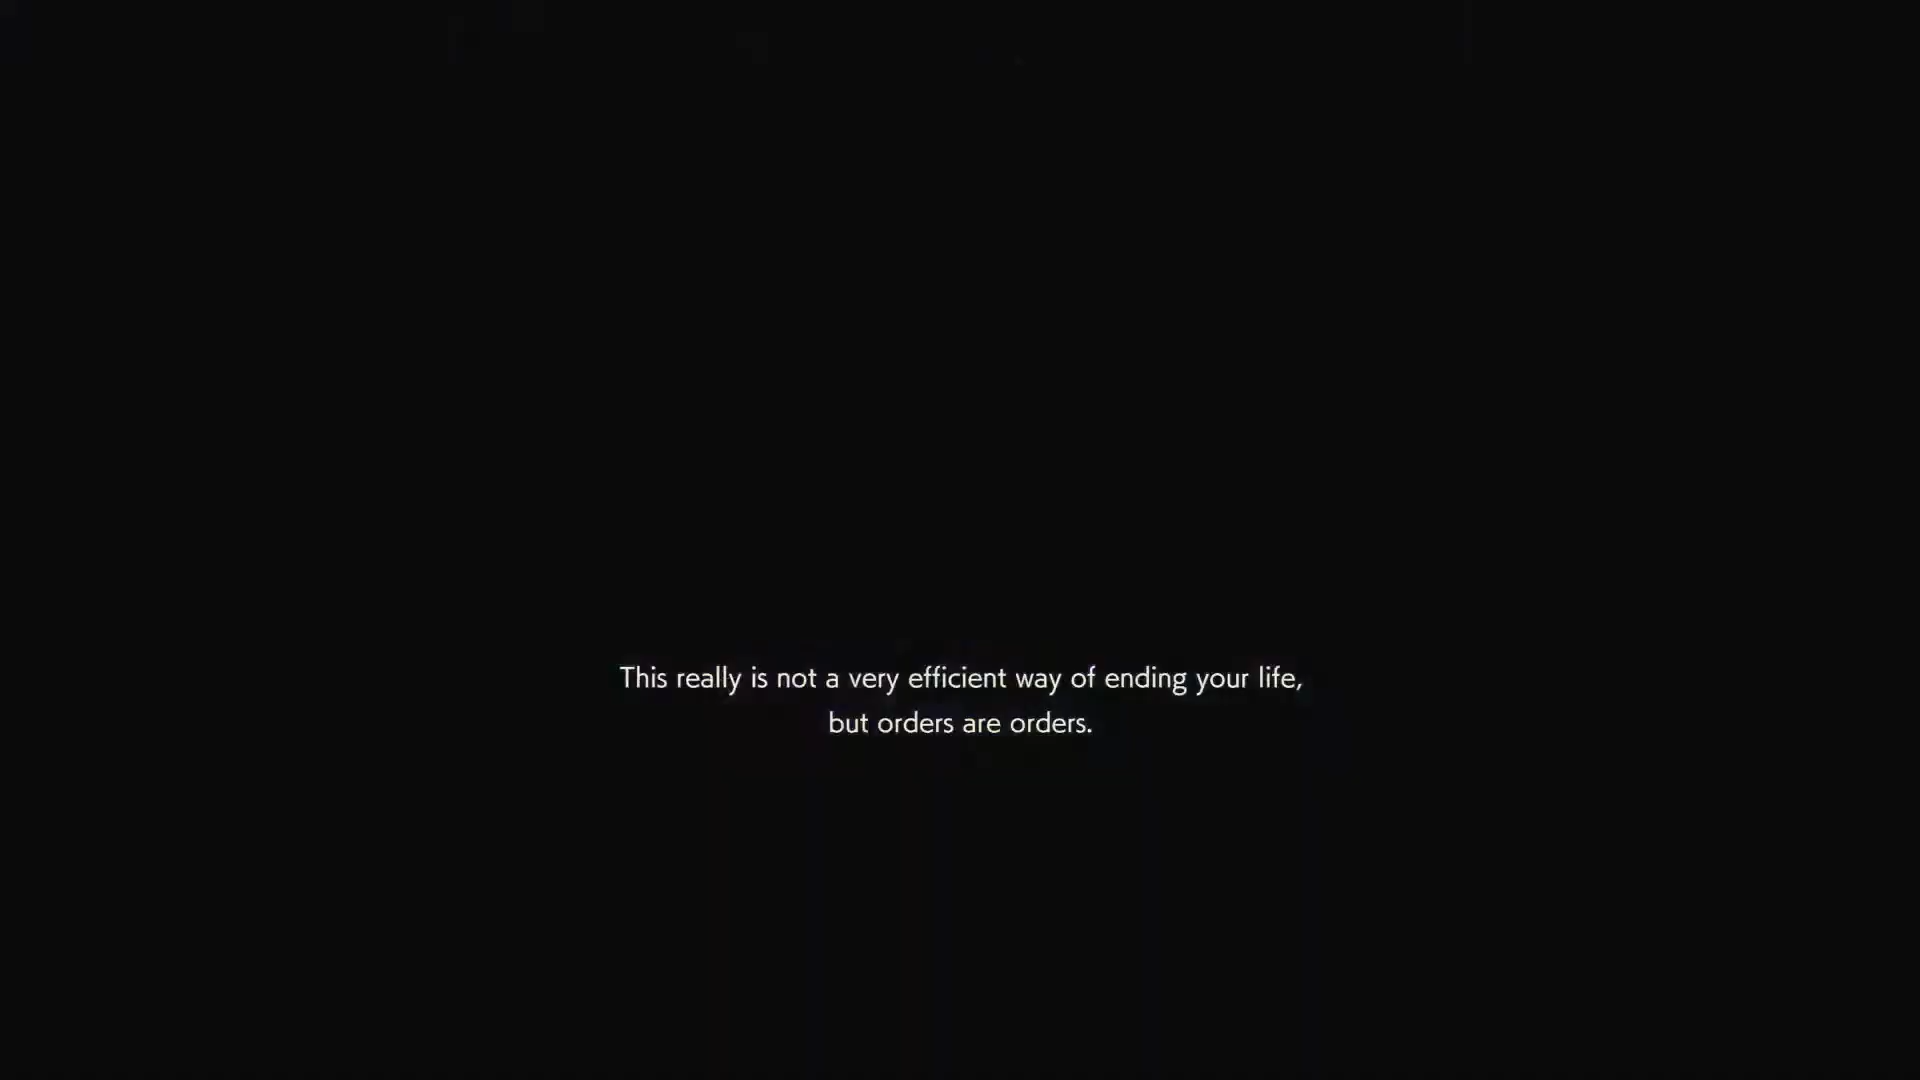 This really is not a very efficient way of ending your life,
but orders are orders.